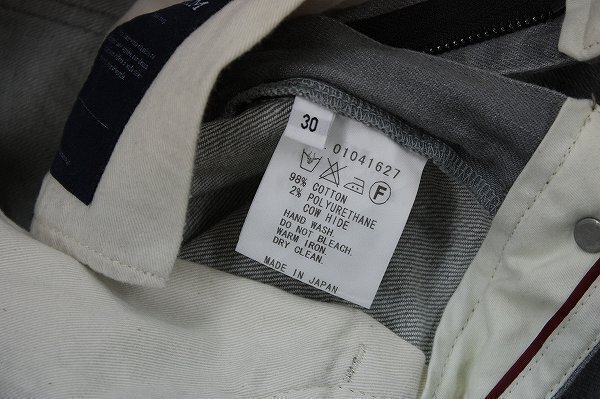 30
01041627
F
98% COTTON
2% POLYURETHANE
COW HIDE
HAND WASH.
DO NOT BLEACH.
WARM IRON.
DRY CLEAN.
MADE IN JAPAN